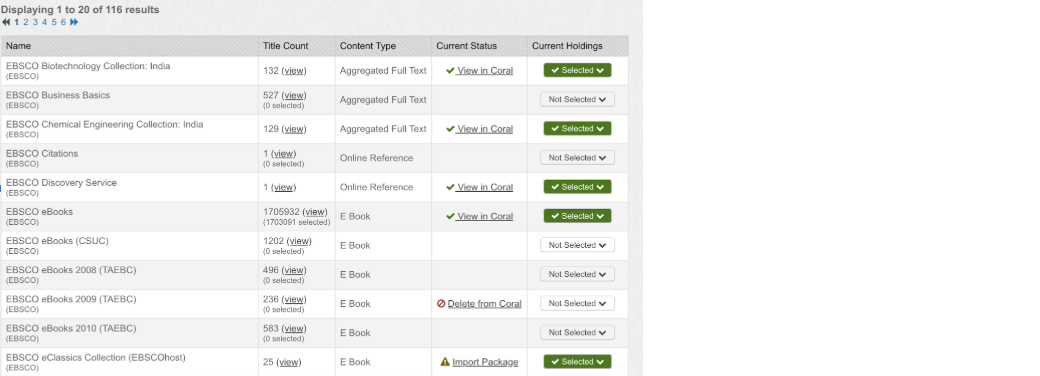 Displaying 1 to 20 of 116 results
1 2 3 4 5 6
Name Title Count Content Type Current Status Current Holdings
EBSCO Biotechnology Collection: India
(EBSCO)
132 (view) Aggregated Full Text View in Coral Selected
EBSCO Business Basics
(EBSCO)
527 (view)
(0 selected)
Aggregated Full Text Not Selected
EBSCO Chemical Engineering Collection: India
(EBSCO)
129 (view) Aggregated Full Text View in Coral Selected
EBSCO Citations
(EBSCO)
1 (view)
(0 selected)
Online Reference Not Selected
EBSCO Discovery Service
(EBSCO)
1 (view) Online Reference View in Coral Selected
EBSCO eBooks
(EBSCO)
1705932 (view)
(1703091 selected)
E Book View in Coral Selected
EBSCO eBooks (CSUC)
(EBSCO)
1202 (view)
(0 selected)
E Book Not Selected
EBSCO eBooks 2008 (TAEBC)
(EBSCO)
496 (view)
(0 selected)
E Book Not Selected
EBSCO eBooks 2009 (TAEBC)
(EBSCO)
236 (view)
(0 selected)
E Book Delete from Coral Not Selected
EBSCO eBooks 2010 (TAEBC)
(EBSCO)
583 (view)
(0 selected)
E Book Not Selected
EBSCO eClassics Collection (EBSCOhost)
(EBSCO)
25 (view) E Book Import Package Selected